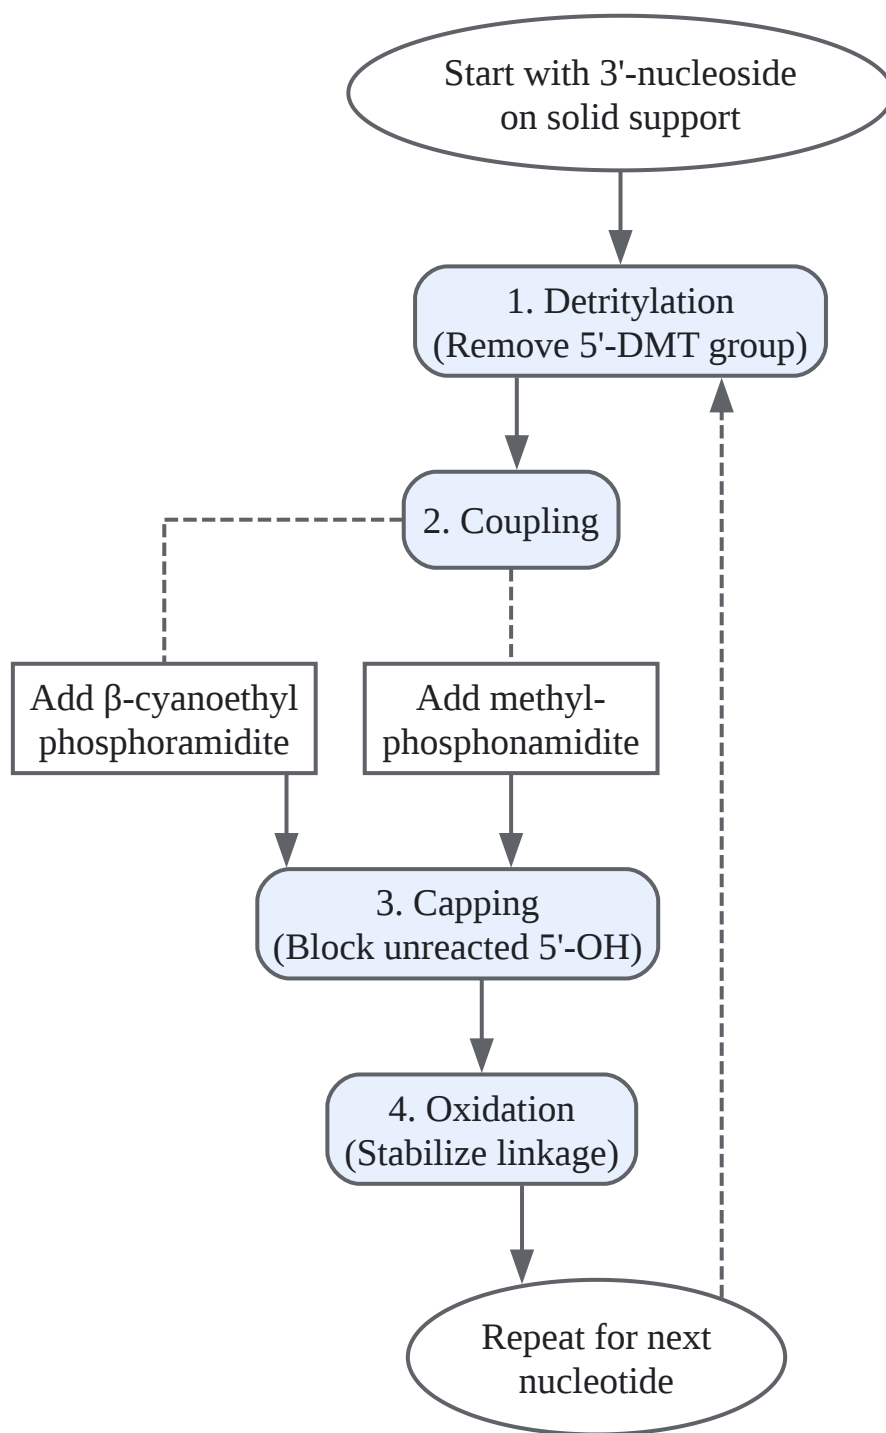 Start with 3'-nucleoside
on solid support
1. Detritylation
(Remove 5'-DMT group)
2. Coupling
Add β-cyanoethyl
phosphoramidite
Add methyl-
phosphonamidite
3. Capping
(Block unreacted 5'-OH)
4. Oxidation
(Stabilize linkage)
Repeat for next
nucleotide